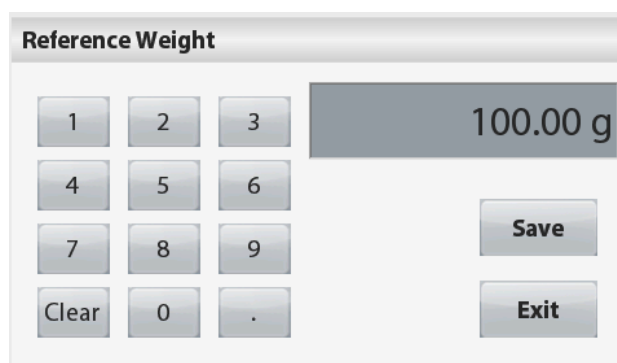 Reference Weight
1 2 3
100.00 g
4 5 6
Save
7 8 9
Clear 0 .
Exit